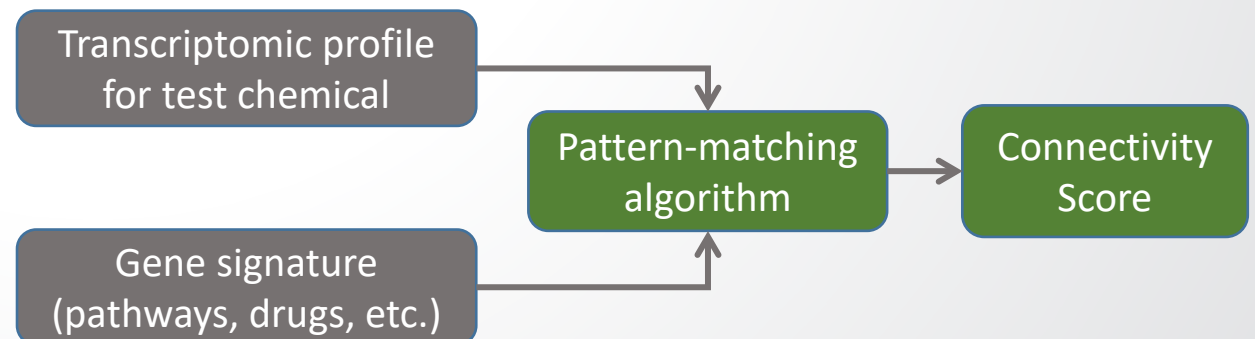 Transcriptomic profile
for test chemical
Pattern-matching
algorithm
Connectivity
Score
Gene signature
(pathways, drugs, etc.)